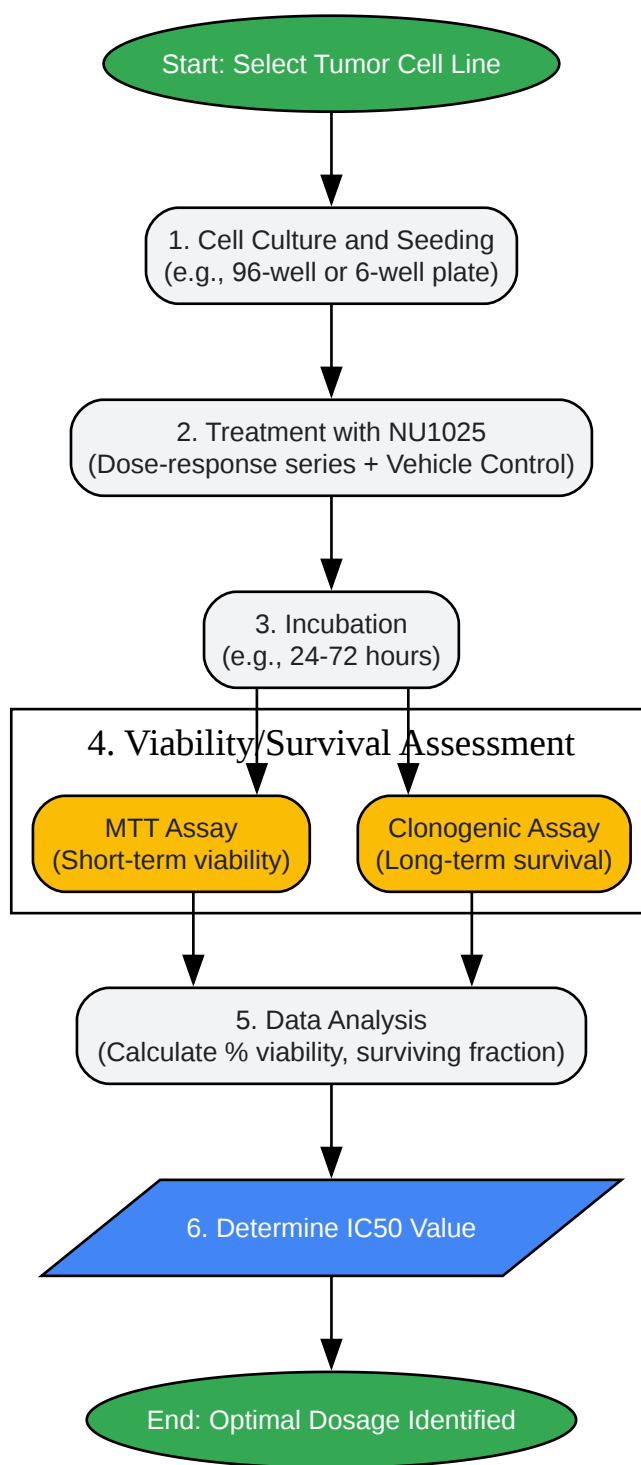 Start: Select Tumor Cell Line
1. Cell Culture and Seeding
(e.g., 96-well or 6-well plate)
2. Treatment with NU1025
(Dose-response series + Vehicle Control)
3. Incubation
(e.g., 24-72 hours)
4. Viability/Survival Assessment
MTT Assay
(Short-term viability)
Clonogenic Assay
(Long-term survival)
5. Data Analysis
(Calculate % viability, surviving fraction)
6. Determine IC50 Value
End: Optimal Dosage Identified